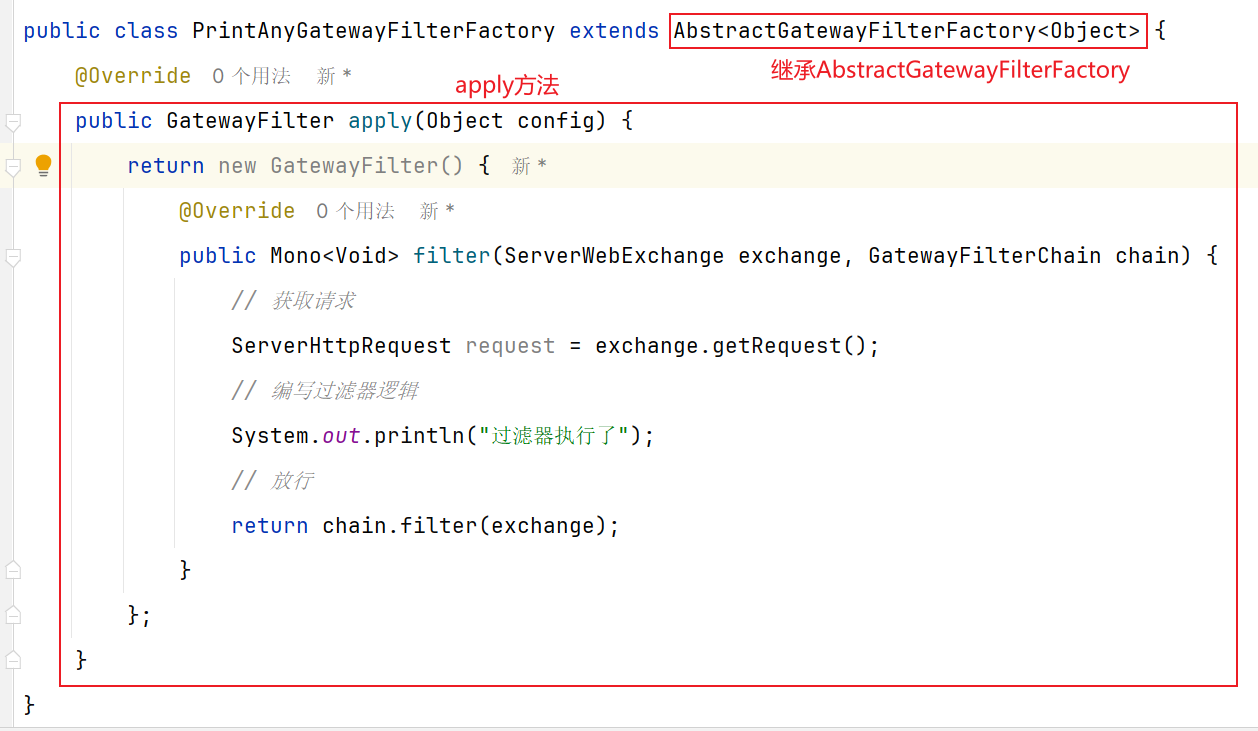 public class PrintAnyGatewayFilterFactory extends AbstractGatewayFilterFactory<Object> {
继承AbstractGatewayFilterFactory
@Override 0 个用法 新 *
apply方法
public GatewayFilter apply(Object config) {
return new GatewayFilter() { 新 *
@Override 0 个用法 新 *
public Mono<Void> filter(ServerWebExchange exchange, GatewayFilterChain chain) {
// 获取请求
ServerHttpRequest request = exchange.getRequest();
// 编写过滤器逻辑
System.out.println("过滤器执行了");
// 放行
return chain.filter(exchange);
}
};
}
}